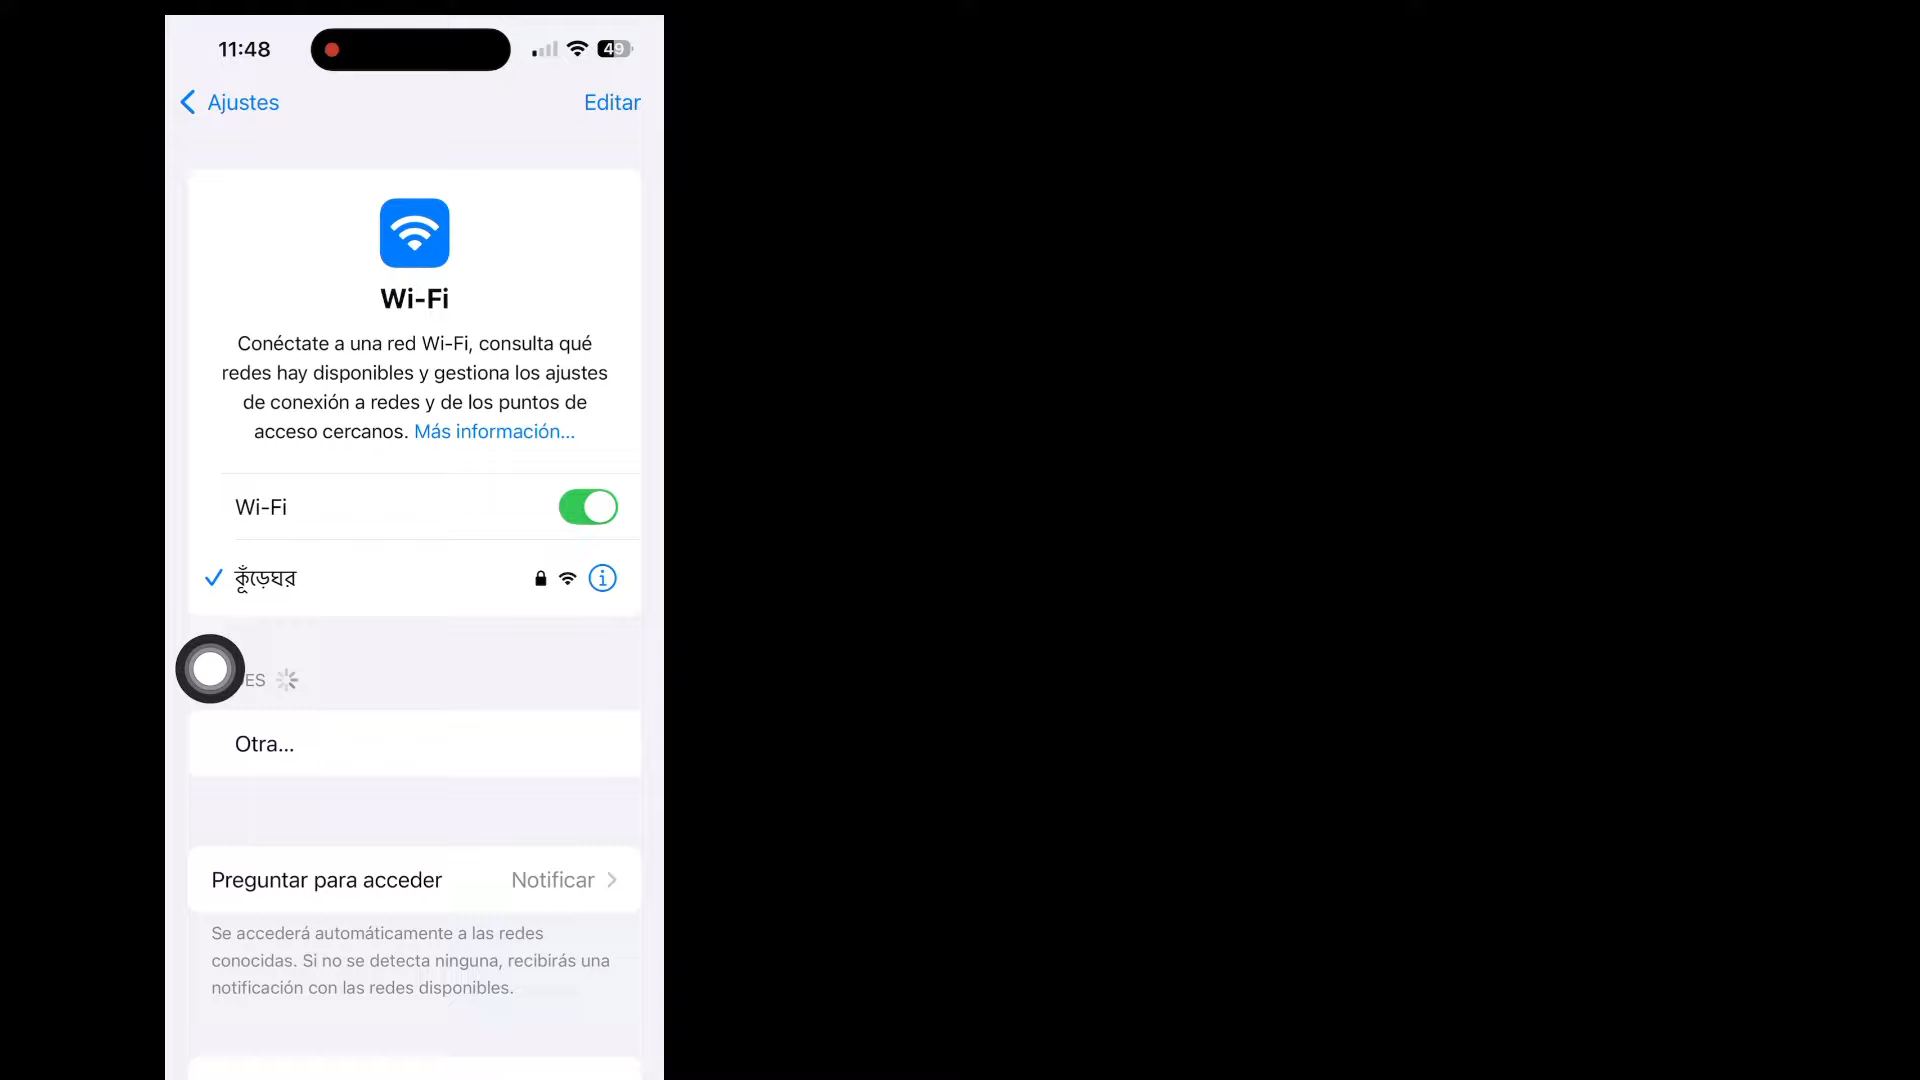 11:48
49
Ajustes
Editar
Wi-Fi
Conéctate a una red Wi-Fi, consulta qué
redes hay disponibles y gestiona los ajustes
de conexión a redes y de los puntos de
acceso cercanos. Más información...
Wi-Fi
কুঁড়েঘর
Otra...
Preguntar para acceder
Notificar
Se accederá automáticamente a las redes
conocidas. Si no se detecta ninguna, recibirás una
notificación con las redes disponibles.